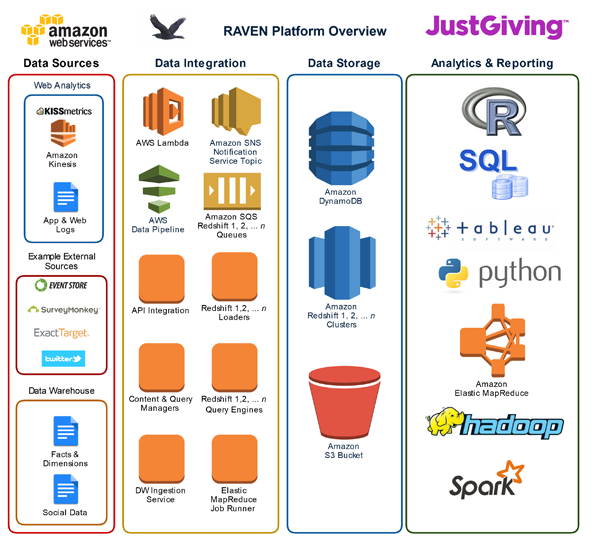 amazon
web services™
RAVEN Platform Overview
JustGiving™
Data Sources
Data Integration
Data Storage
Analytics & Reporting
Web Analytics
KISSmetrics
Amazon
Kinesis
App & Web
Logs
Example External
Sources
EVENT STORE
SurveyMonkey
ExactTarget.
twitter
Data Warehouse
Facts &
Dimensions
Social Data
AWS Lambda
Amazon SNS
Notification
Service Topic
AWS
Data Pipeline
Amazon SQS
Redshift 1, 2, ... n
Queues
API Integration
Redshift 1,2, ... n
Loaders
Content & Query
Managers
Redshift 1,2, ... n
Query Engines
DW Ingestion
Service
Elastic
MapReduce
Job Runner
Amazon
DynamoDB
Amazon
Redshift 1, 2, ... n
Clusters
Amazon
S3 Bucket
R
SQL
tableau
SOFTWARE
python
Amazon
Elastic MapReduce
hadoop
Spark